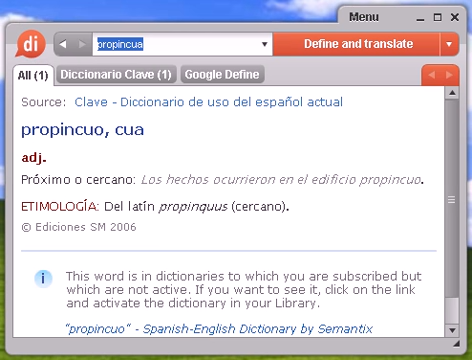 Menu
di
propincua
Define and translate
All (1)
Diccionario Clave (1)
Google Define
Source: Clave - Diccionario de uso del español actual
propincuo, cua
adj.
Próximo o cercano: Los hechos ocurrieron en el edificio propincuo.
ETIMOLOGÍA: Del latín propinquus (cercano).
© Ediciones SM 2006
i
This word is in dictionaries to which you are subscribed but
which are not active. If you want to see it, click on the link
and activate the dictionary in your Library.
"propincuo" - Spanish-English Dictionary by Semantix